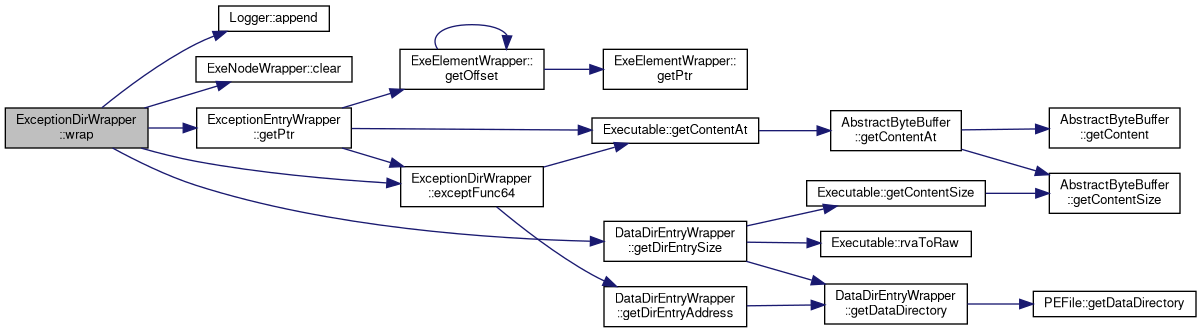 ExceptionDirWrapper
::wrap
Logger::append
ExeNodeWrapper::clear
ExceptionEntryWrapper
::getPtr
ExeElementWrapper::
getOffset
ExeElementWrapper::
getPtr
ExceptionDirWrapper
::exceptFunc64
Executable::getContentAt
AbstractByteBuffer
::getContentAt
AbstractByteBuffer
::getContent
AbstractByteBuffer
::getContentSize
Executable::getContentSize
DataDirEntryWrapper
::getDirEntrySize
Executable::rvaToRaw
DataDirEntryWrapper
::getDirEntryAddress
DataDirEntryWrapper
::getDataDirectory
PEFile::getDataDirectory